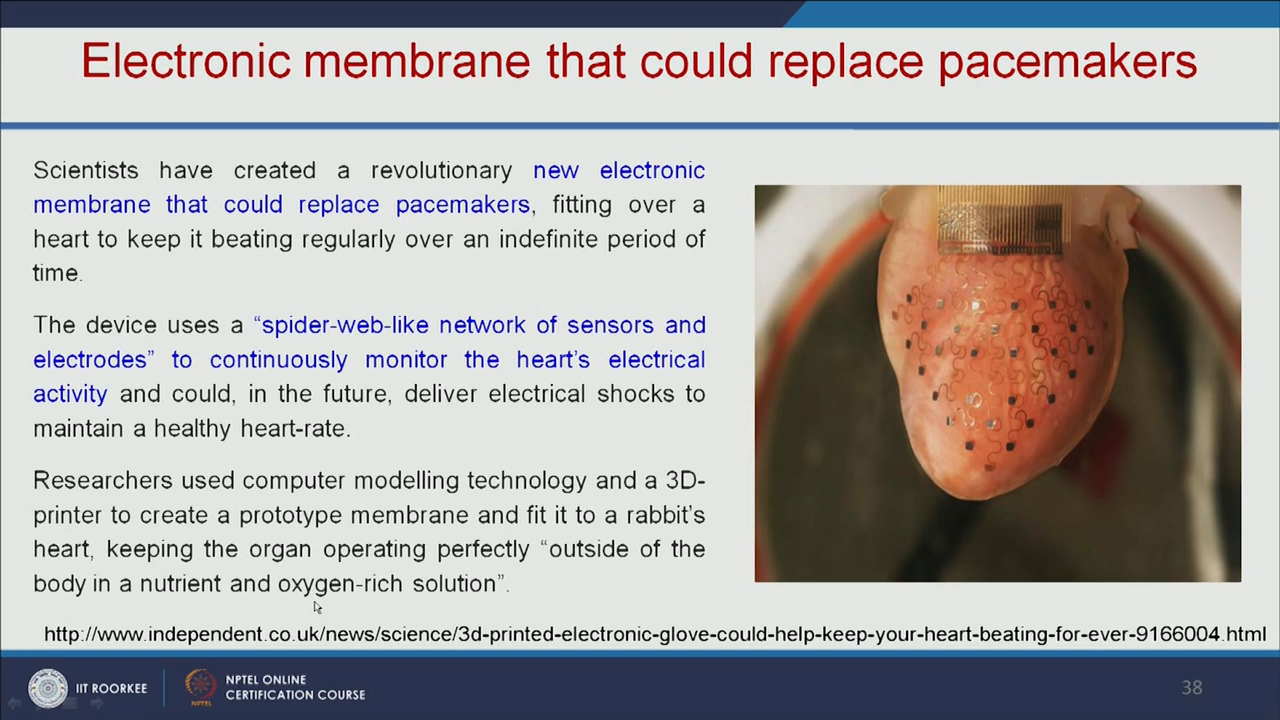 Electronic membrane that could replace pacemakers
Scientists have created a revolutionary new electronic
membrane that could replace pacemakers, fitting over a
heart to keep it beating regularly over an indefinite period of
time.
The device uses a “spider-web-like network of sensors and
electrodes” to continuously monitor the heart’s electrical
activity and could, in the future, deliver electrical shocks to
maintain a healthy heart-rate.
Researchers used computer modelling technology and a 3D-
printer to create a prototype membrane and fit it to a rabbit’s
heart, keeping the organ operating perfectly “outside of the
body in a nutrient and oxygen-rich solution”.
http://www.independent.co.uk/news/science/3d-printed-electronic-glove-could-help-keep-your-heart-beating-for-ever-9166004.html
IIT ROORKEE
NPTEL
NPTEL ONLINE
CERTIFICATION COURSE
38